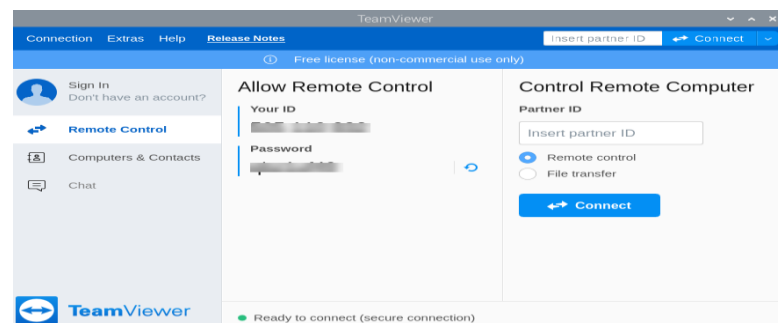 TeamViewer
Connection Extras Help Release Notes
Insert partner ID Connect
Free license (non-commercial use only)
Sign In
Don't have an account?
Remote Control
Computers & Contacts
Chat
TeamViewer
Allow Remote Control
Your ID
Password
Control Remote Computer
Partner ID
Insert partner ID
Remote control
File transfer
Connect
Ready to connect (secure connection)